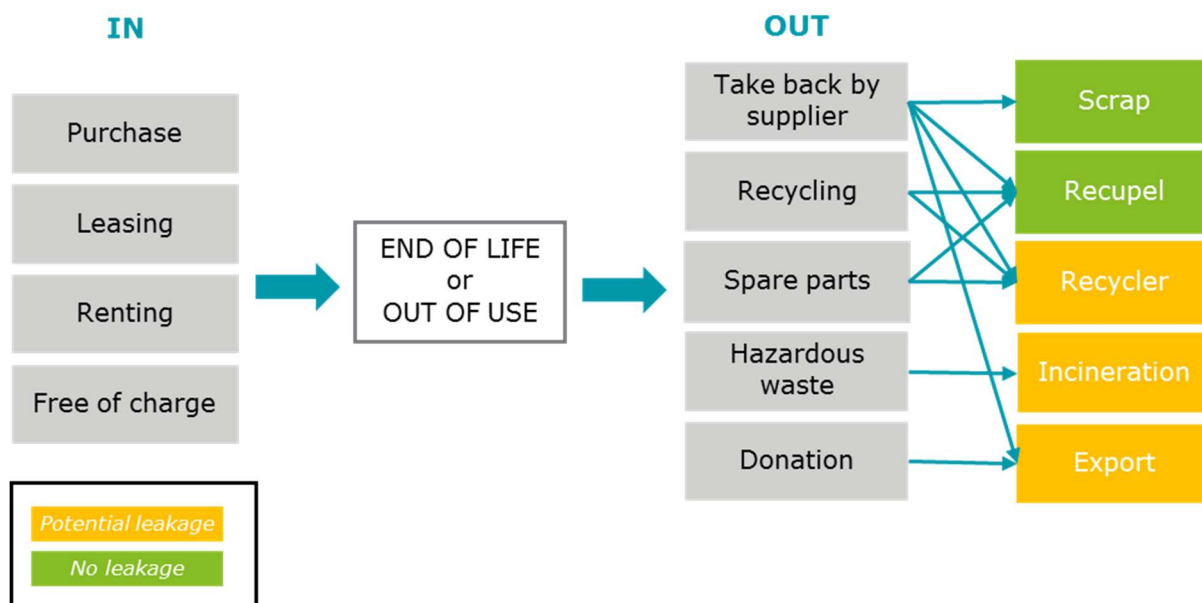 IN
Purchase
Leasing
Renting
Free of charge
END OF LIFE
or
OUT OF USE
OUT
Take back by
supplier
Recycling
Spare parts
Hazardous
waste
Donation
Scrap
Recupel
Recycler
Incineration
Export
Potential leakage
No leakage